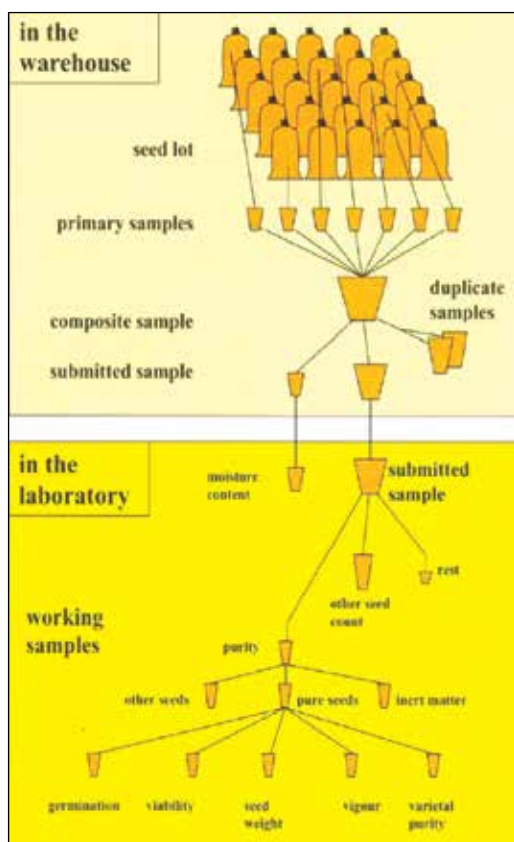 in the
warehouse
seed lot
primary samples
duplicate
samples
composite sample
submitted sample
in the
laboratory
moisture
content
submitted
sample
rest
other seed
count
working
samples
purity
other seeds
pure seeds
inert matter
germination
viability
seed
weight
vigour
varietal
purity